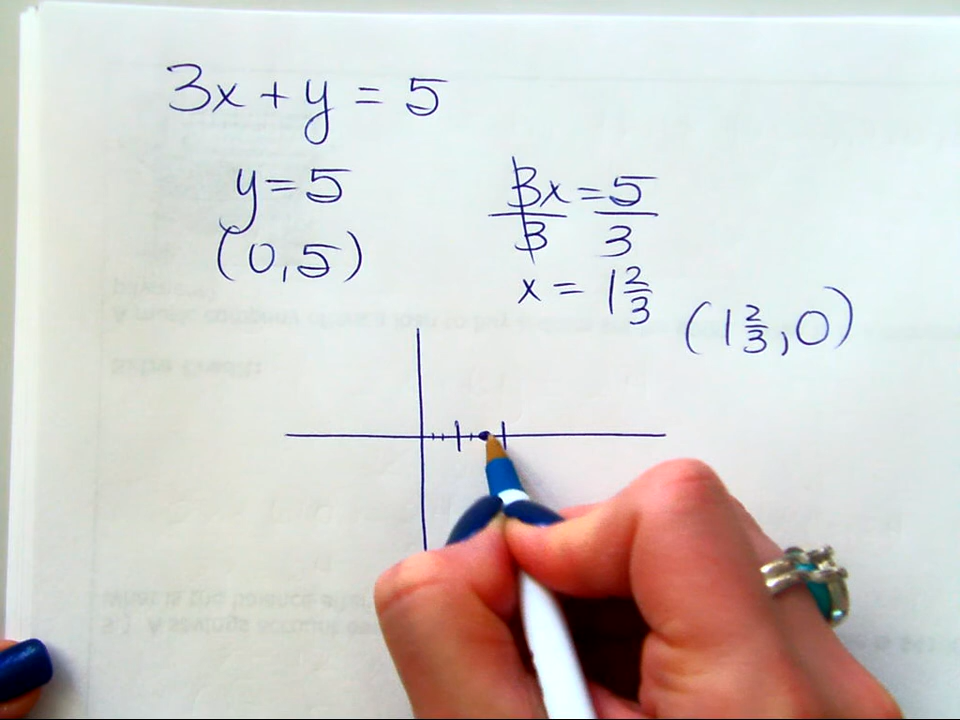 3x + y = 5
y = 5
(0,5)
3x = 5
3 3
x = 1 2/3
(1 2/3, 0)